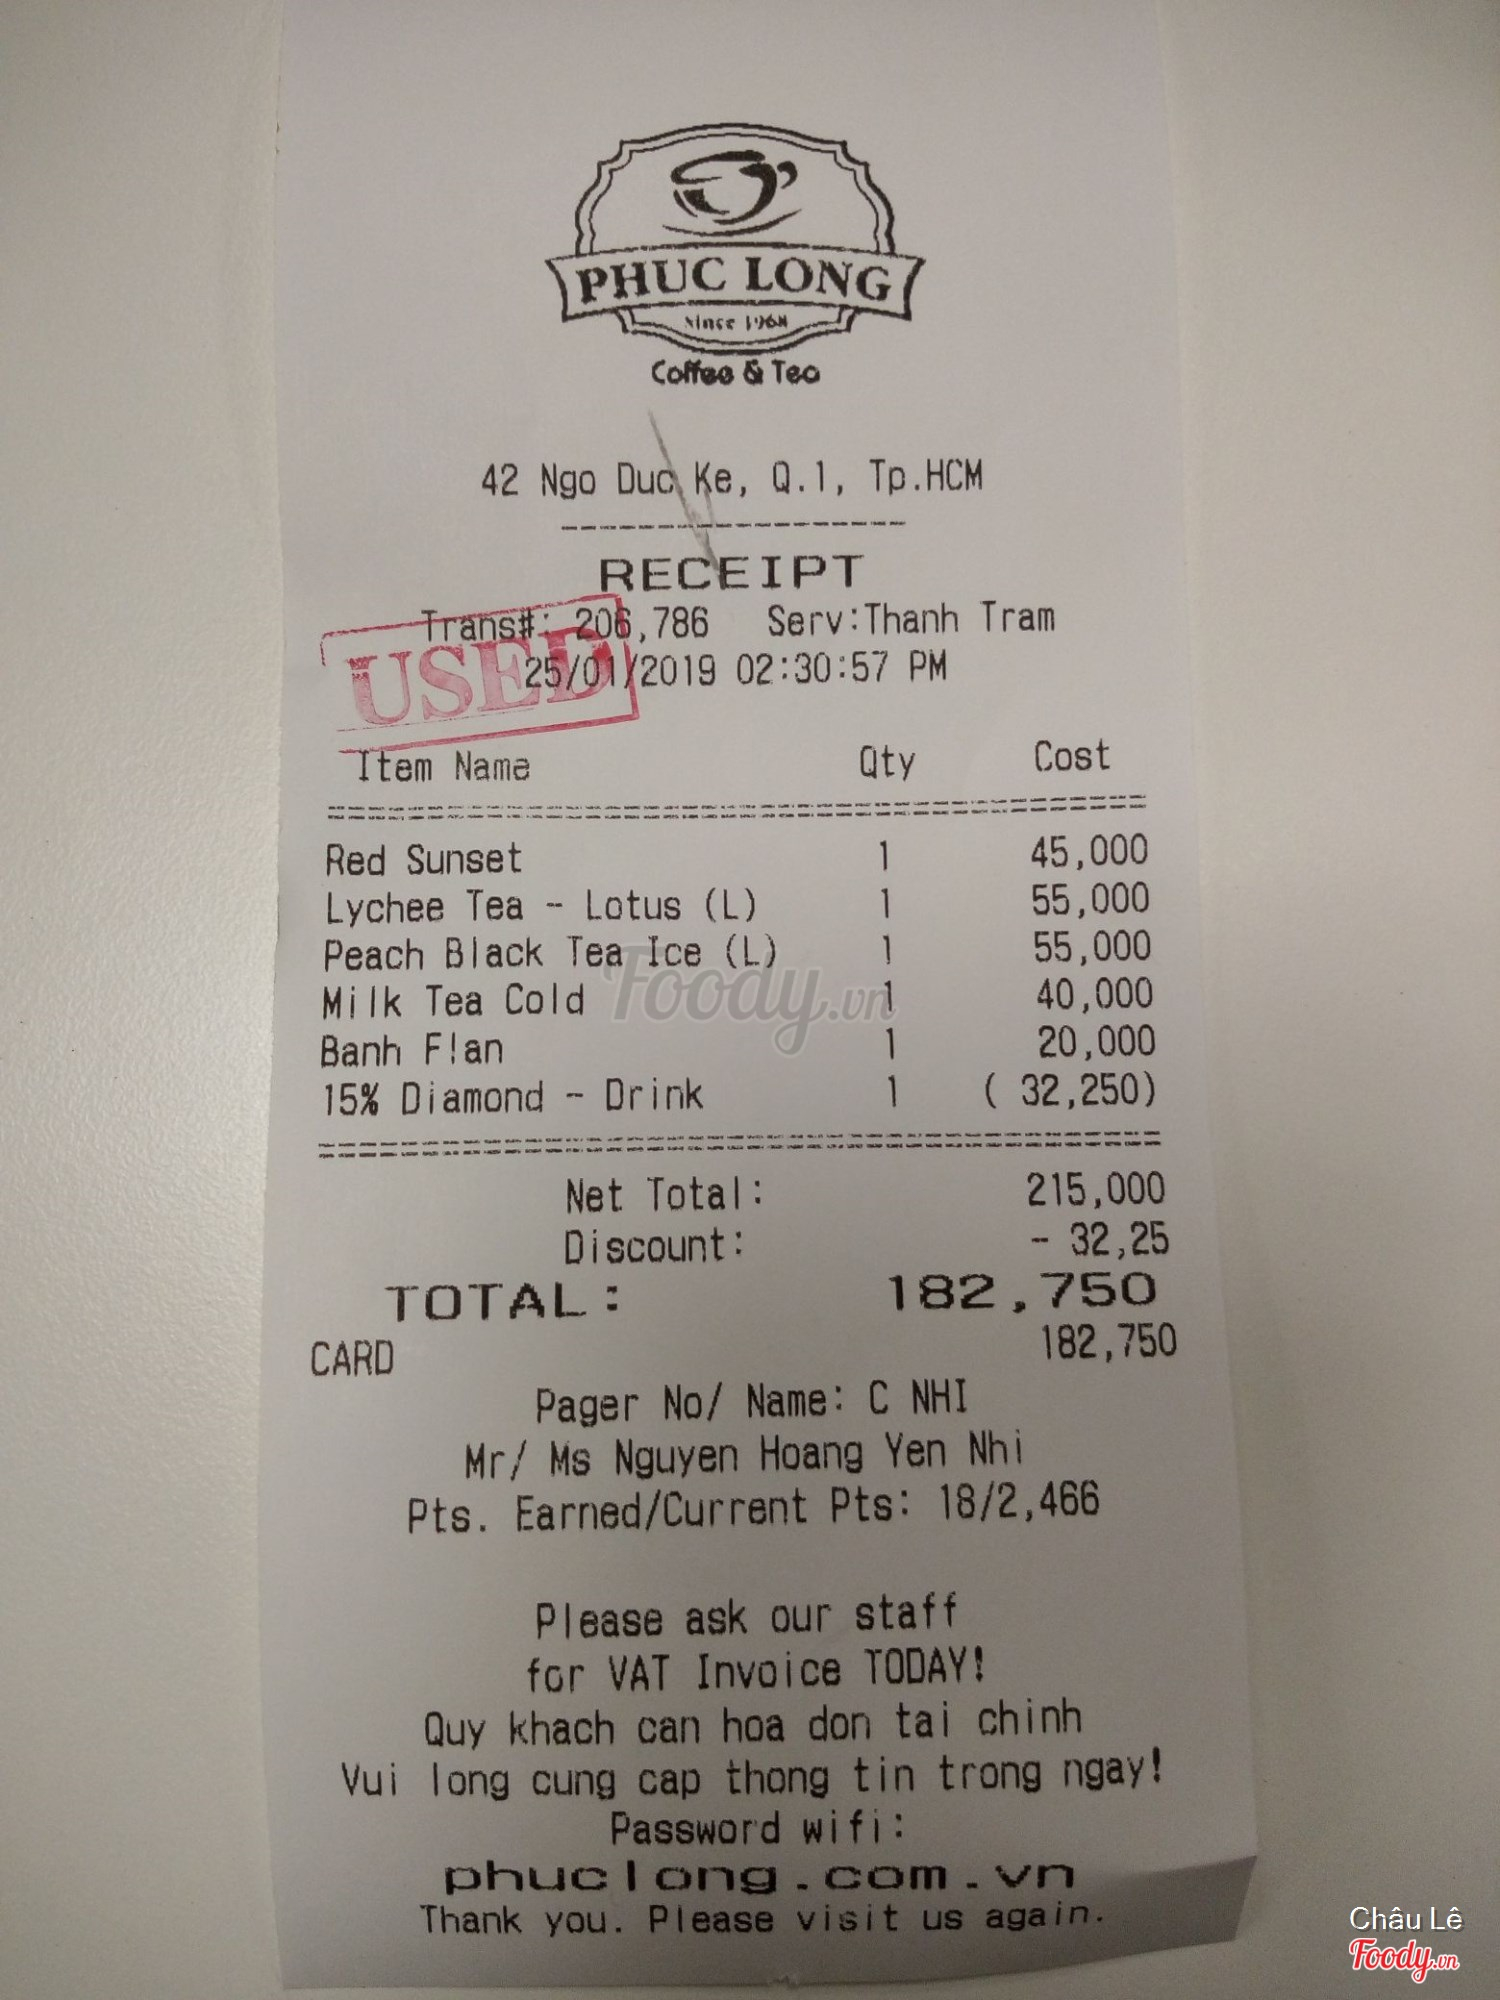 PHUC LONG
Since 1968
Coffee & Tea
42 Ngo Duc Ke, Q.1, Tp.HCM
RECEIPT
Trans#: 206,786 Serv:Thanh Tram
USED
25/01/2019 02:30:57 PM
Item Name Qty Cost
Red Sunset 1 45,000
Lychee Tea - Lotus (L) 1 55,000
Peach Black Tea Ice (L) 1 55,000
Milk Tea Cold 1 40,000
Foody.vn
Banh Flan 1 20,000
15% Diamond - Drink 1 ( 32,250)
Net Total: 215,000
Discount: - 32,25
TOTAL: 182,750
CARD 182,750
Pager No/ Name: C NHI
Mr/ Ms Nguyen Hoang Yen Nhi
Pts. Earned/Current Pts: 18/2,466
Please ask our staff
for VAT Invoice TODAY!
Quy khach can hoa don tai chinh
Vui long cung cap thong tin trong ngay!
Password wifi:
phuclong.com.vn
Thank you. Please visit us again.
Châu Lê
Foody.vn